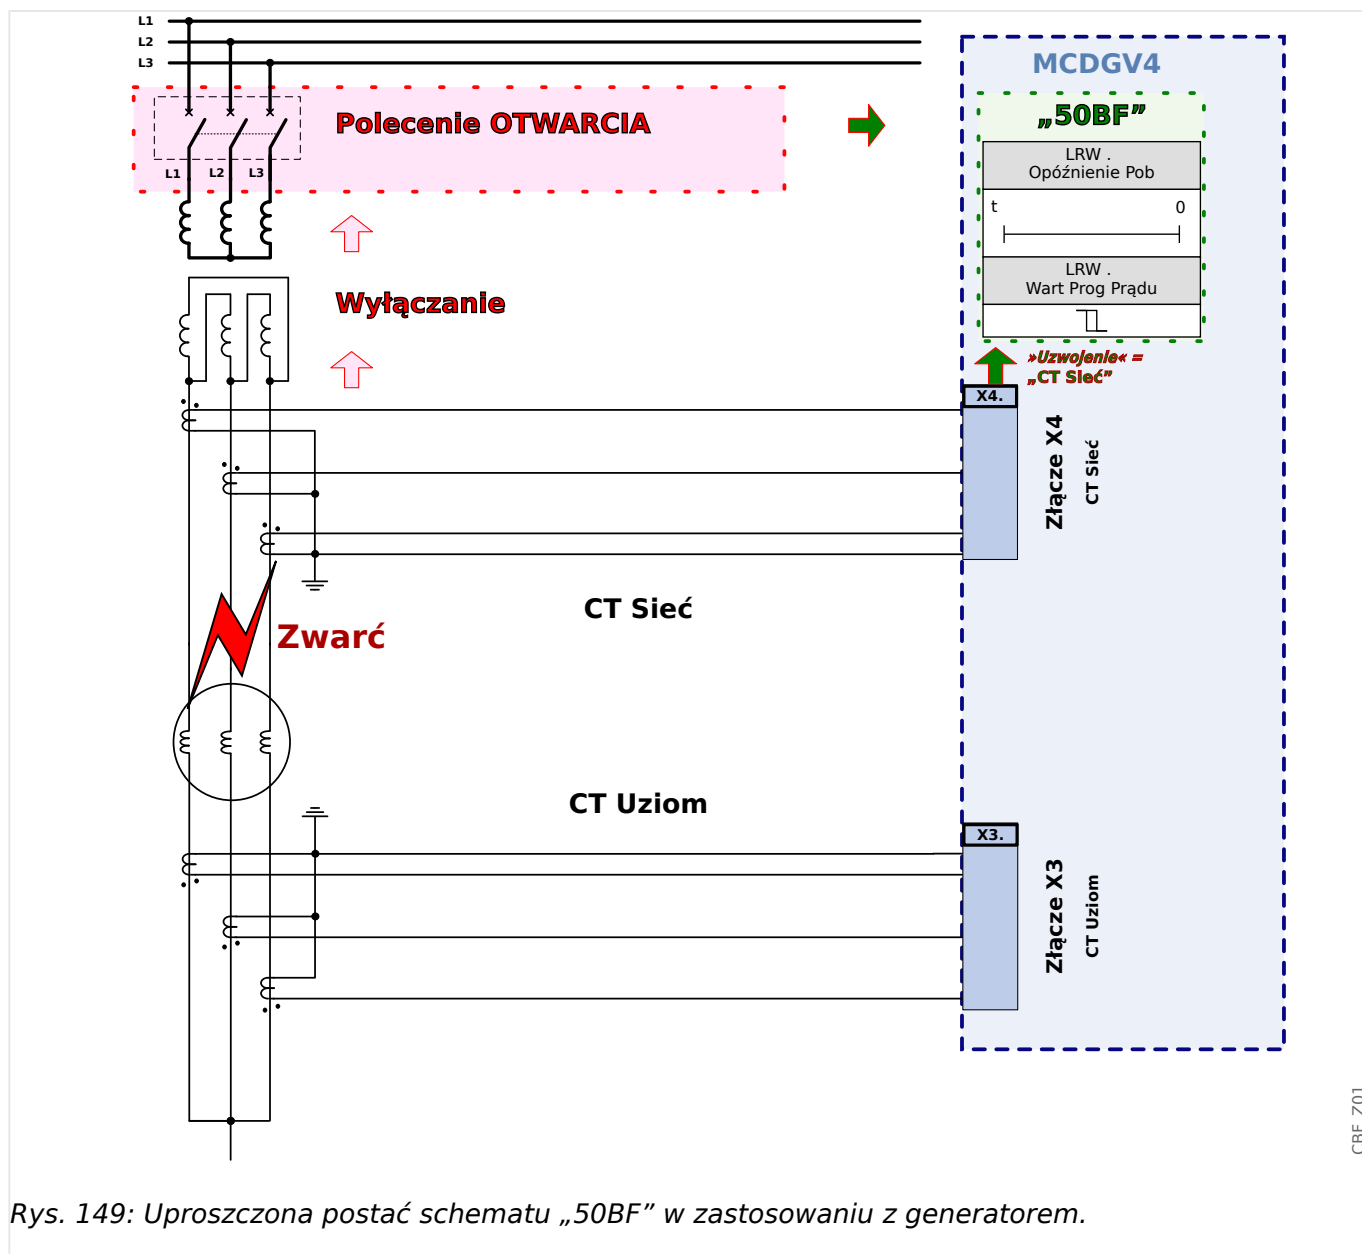 L1
L2
L3
MCDGV4
„50BF”
Polecenie OTWARCIA
LRW .
Opóźnienie Pob
L1
L2
L3
t
0
LRW .
Wart Prog Prądu
Wyłączanie
»Uzwojenie« =
„CT Sieć”
X4.
Złącze X4
CT Sieć
CT Sieć
Zwarć
CT Uziom
X3.
Złącze X3
CT Uziom
CBF_Z01
Rys. 149: Uproszczona postać schematu „50BF” w zastosowaniu z generatorem.